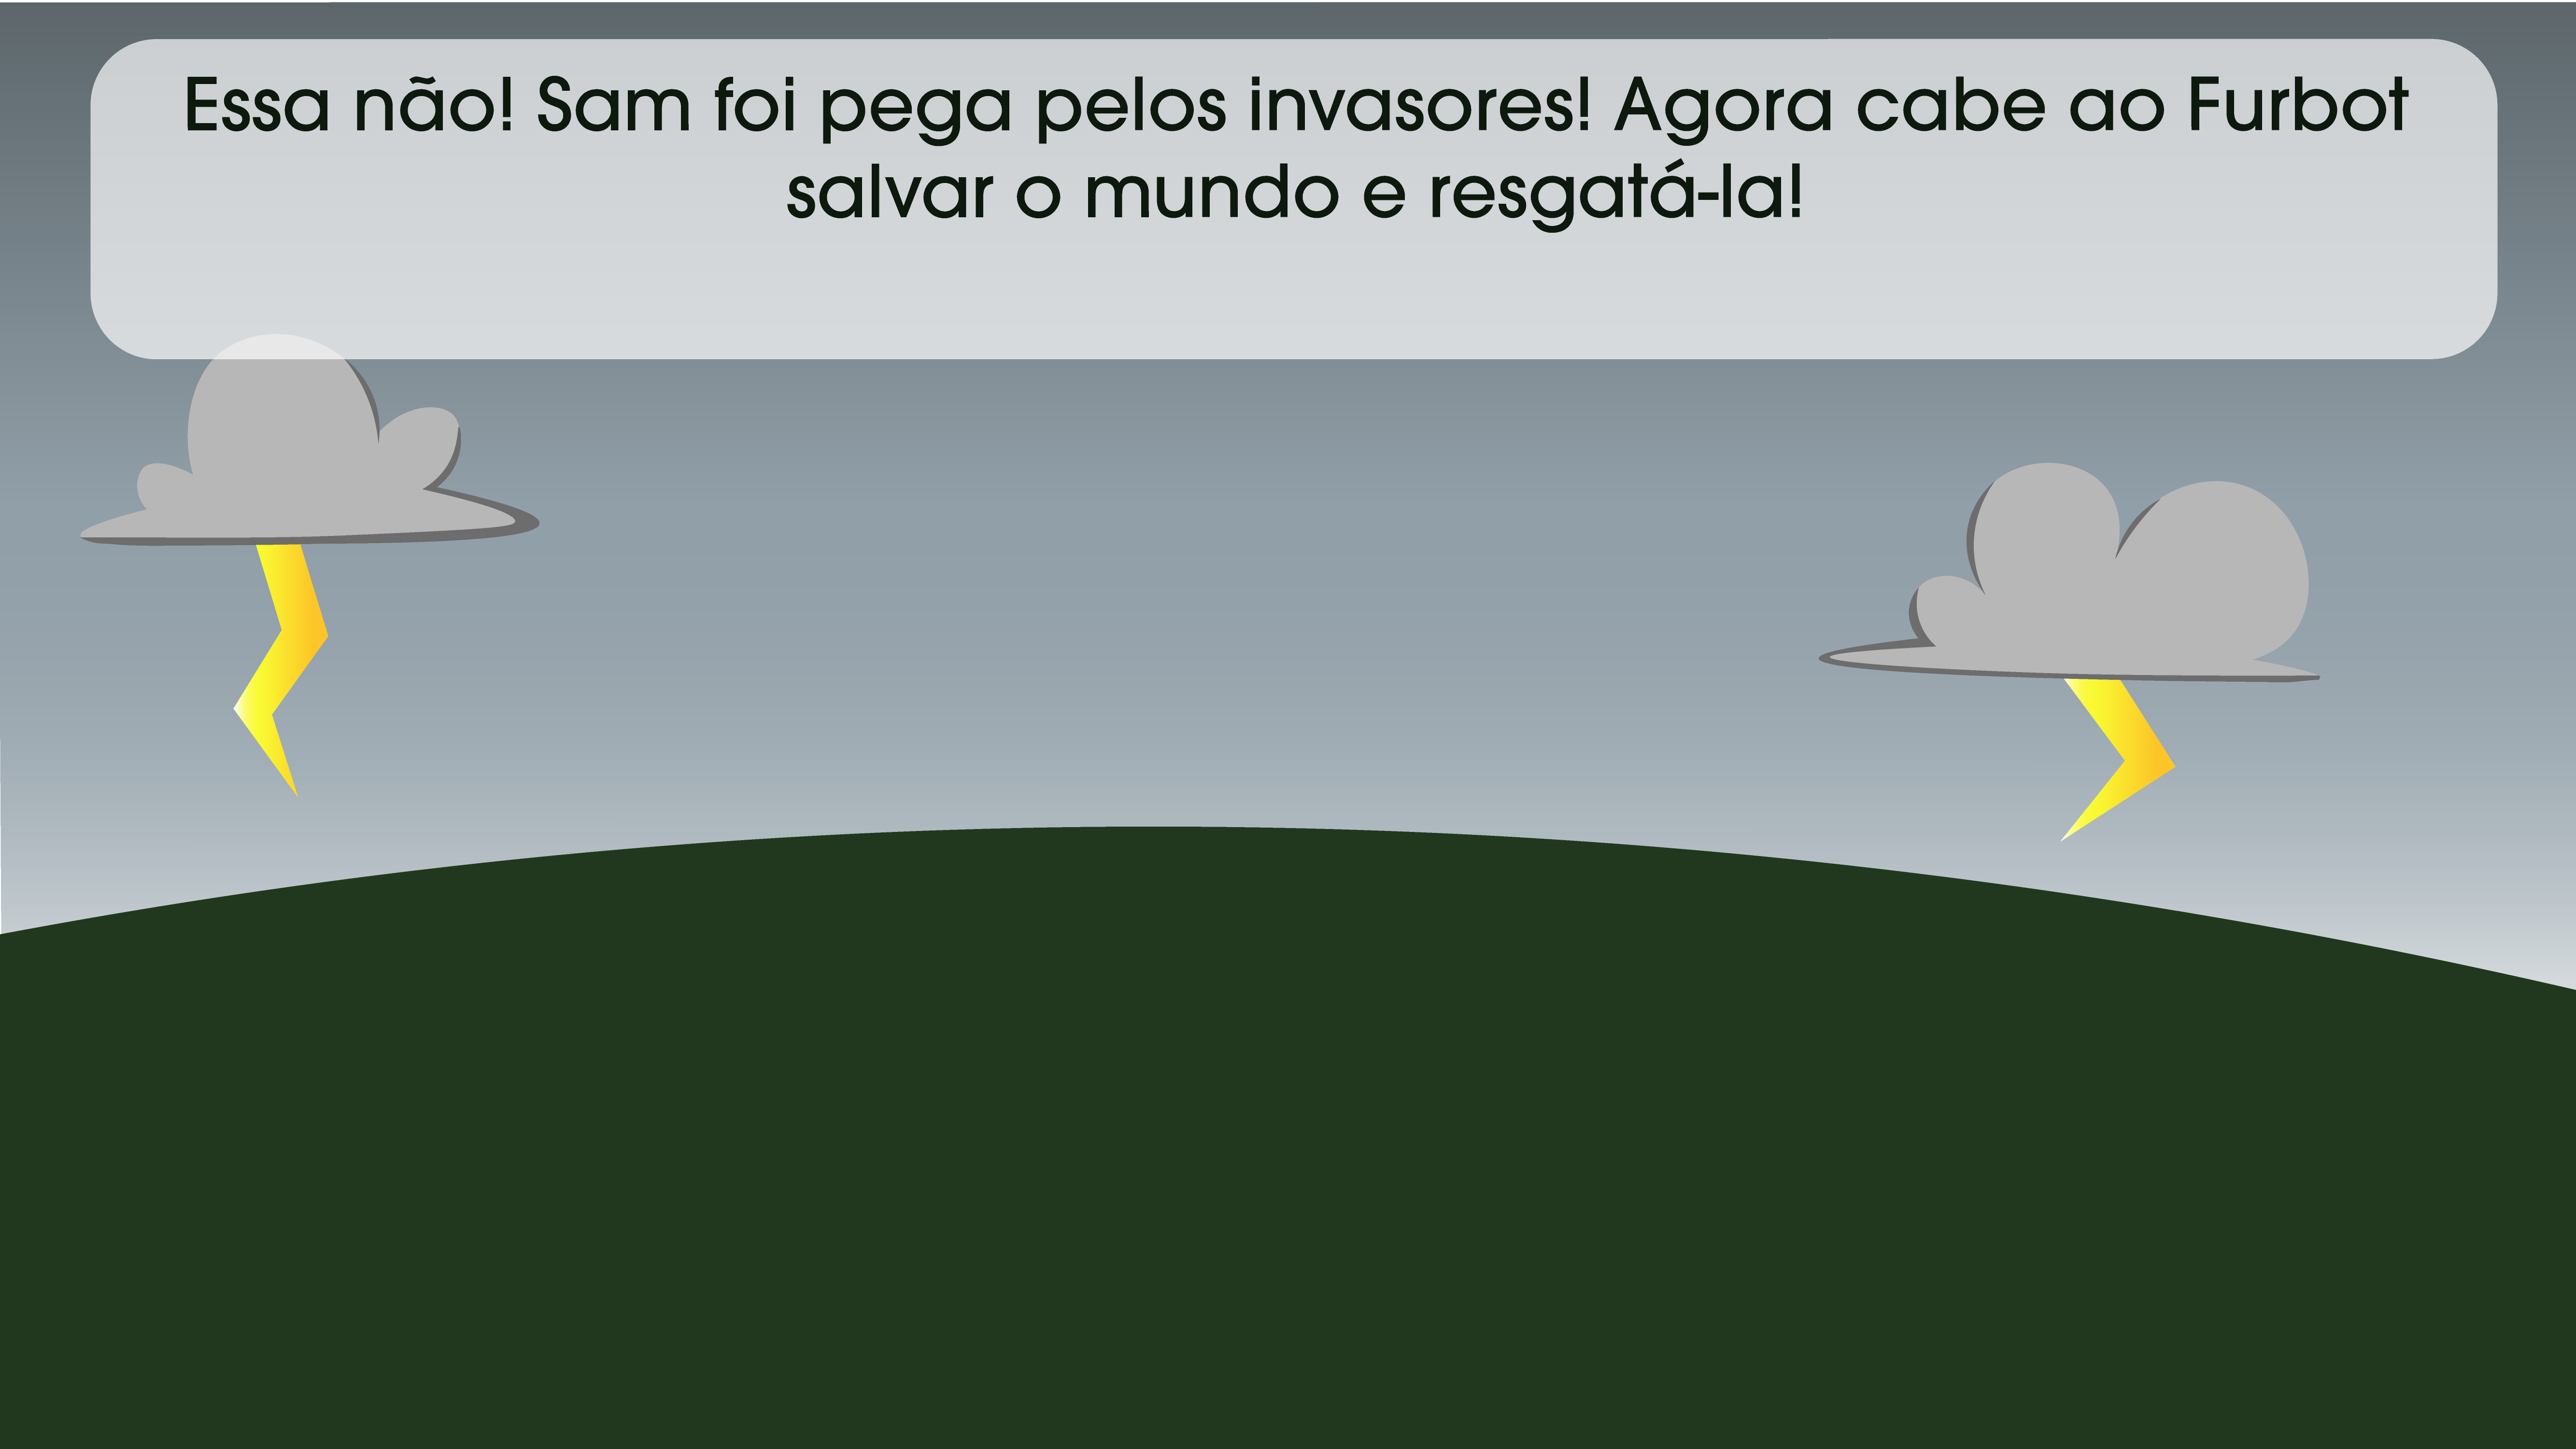 Essa não! Sam foi pega pelos invasores! Agora cabe ao Furbot
salvar o mundo e resgatá-la!